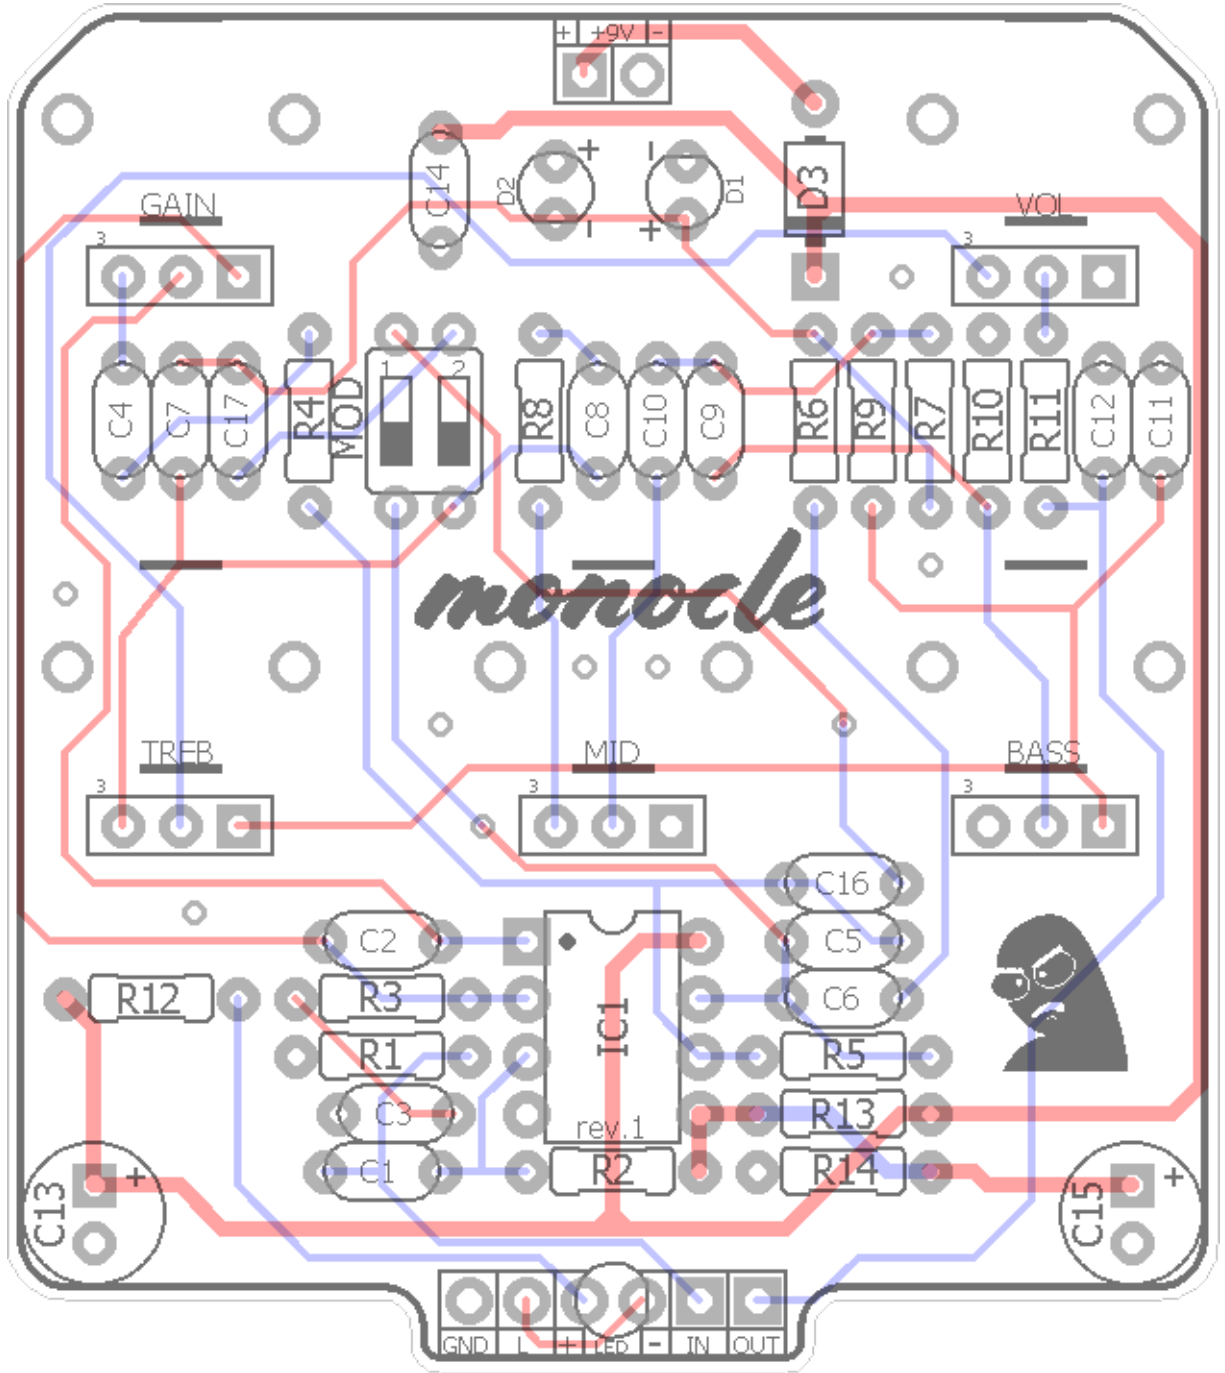 + +9V -
C14
D2
+
-
-
+
D1
D3
GAIN
3
VOL
3
C4
C7
C17
R4
MOD
1 2
R8
C8
C10
C9
R6
R9
R7
R10
R11
C12
C11
monocle
TREB
3
MID
3
BASS
3
C16
C2
C5
R12
R3
IC1
C6
R1
R5
C3
rev.1
R13
C1
R2
R14
C13
+
C15
+
GND L + LED - IN OUT